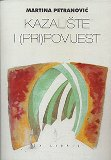 MARTINA PETRANOVIĆ
KAZALIŠTE
I (PRI)POVIJEST